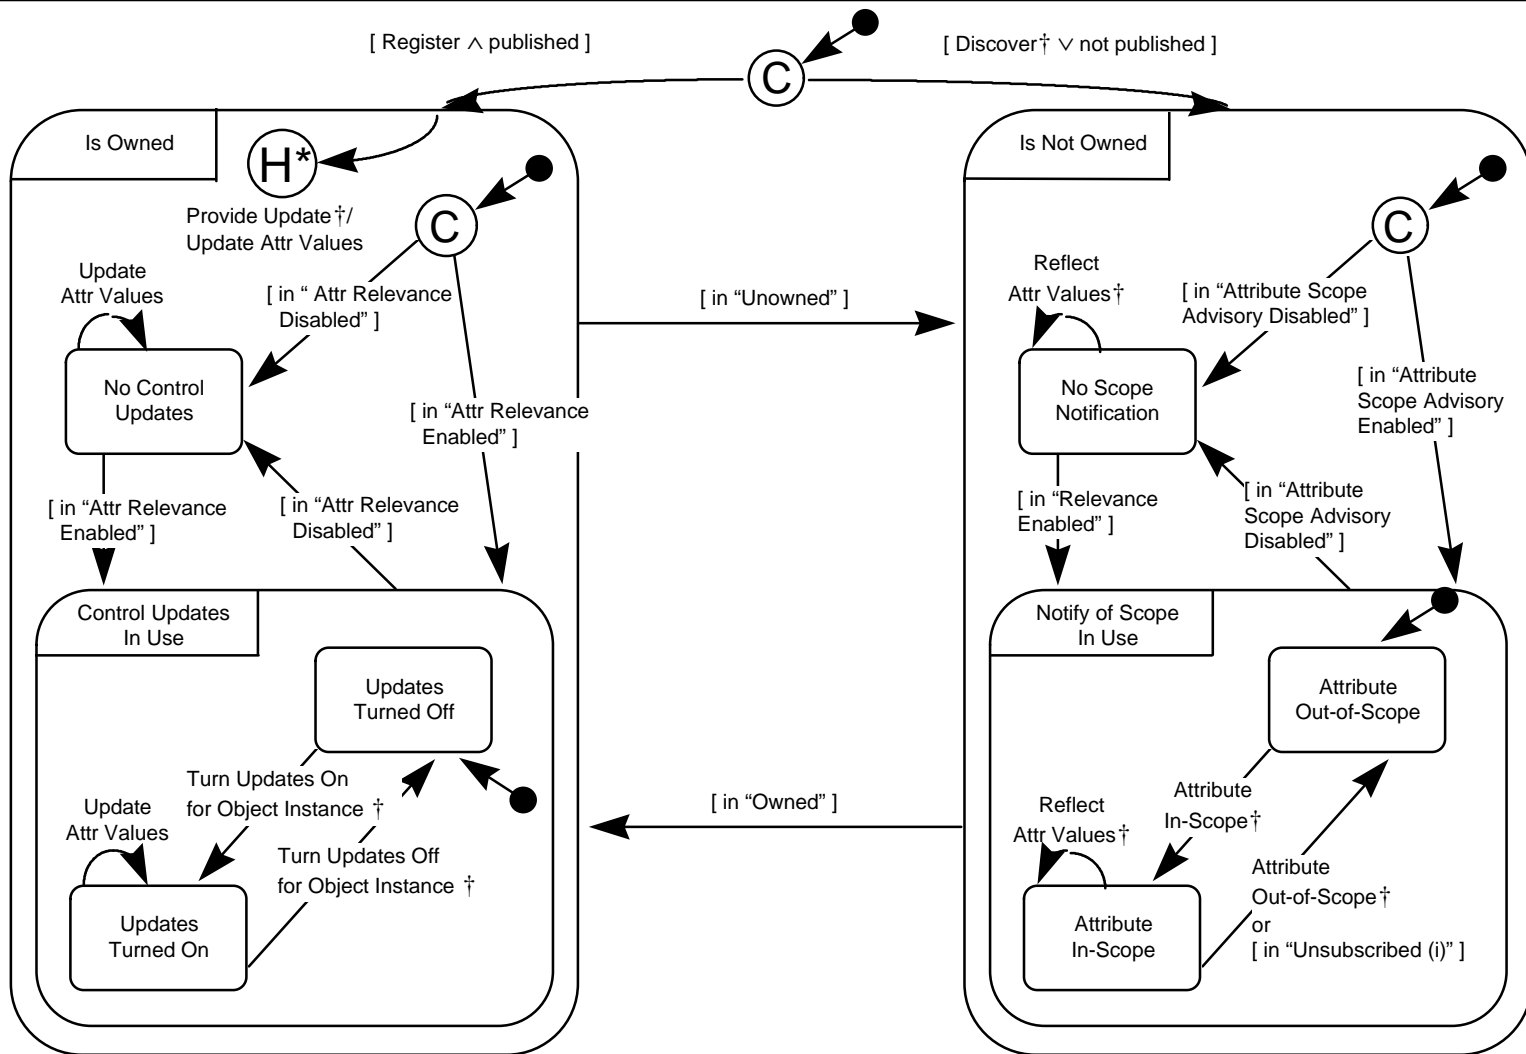 [ Register ∧ published ]
[ Discover† ∨ not published ]
C
Is Owned
H*
Provide Update†/
Update Attr Values
C
Update
Attr Values
[ in “ Attr Relevance
Disabled” ]
No Control
Updates
[ in “Attr Relevance
Enabled” ]
[ in “Attr Relevance
Enabled” ]
[ in “Attr Relevance
Disabled” ]
Control Updates
In Use
Updates
Turned Off
Turn Updates On
for Object Instance †
Update
Attr Values
Turn Updates Off
for Object Instance †
Updates
Turned On
[ in “Unowned” ]
[ in “Owned” ]
Is Not Owned
C
Reflect
Attr Values†
[ in “Attribute Scope
Advisory Disabled” ]
No Scope
Notification
[ in “Attribute
Scope Advisory
Enabled” ]
[ in “Relevance
Enabled” ]
[ in “Attribute
Scope Advisory
Disabled” ]
Notify of Scope
In Use
Attribute
Out-of-Scope
Attribute
In-Scope†
Reflect
Attr Values†
Attribute
Out-of-Scope†
or
[ in “Unsubscribed (i)” ]
Attribute
In-Scope